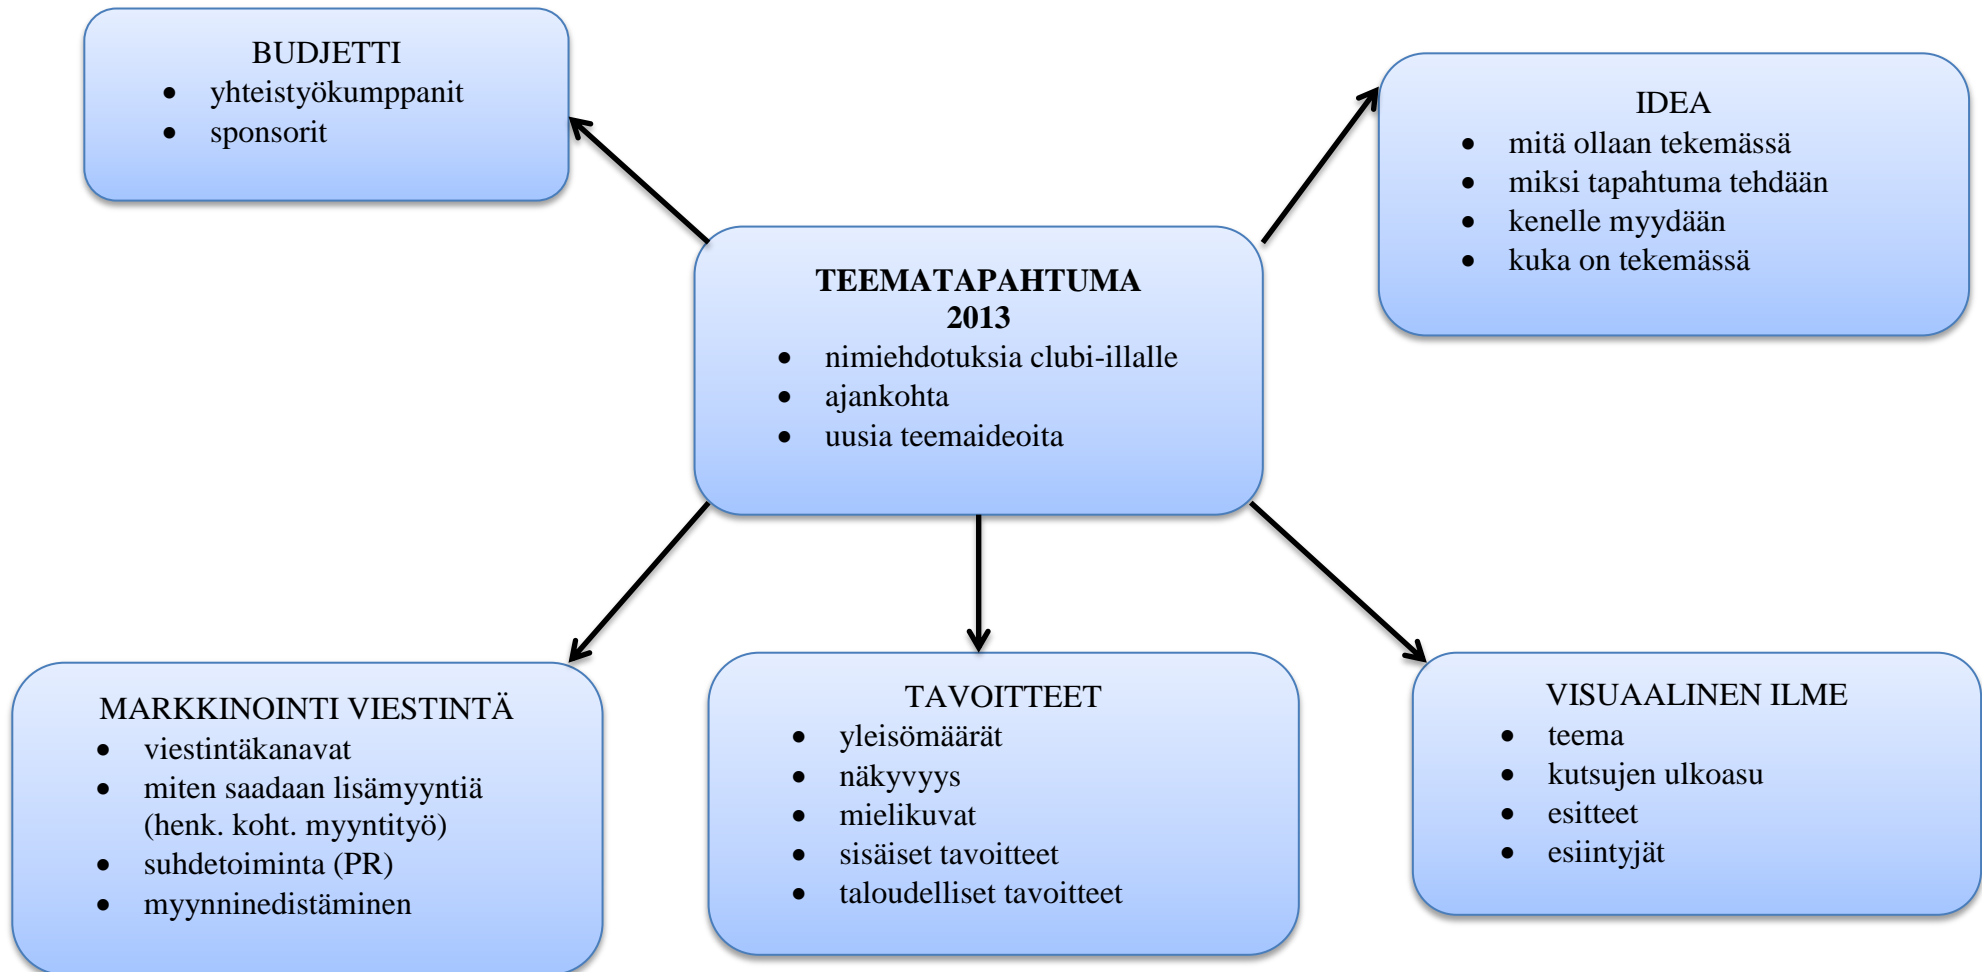 BUDJETTI
• yhteistyökumppanit
• sponsorit
IDEA
• mitä ollaan tekemässä
• miksi tapahtuma tehdään
• kenelle myydään
• kuka on tekemässä
TEEMATAPAHTUMA
2013
• nimiehdotuksia clubi-illalle
• ajankohta
• uusia teemaideoita
MARKKINOINTI VIESTINTÄ
• viestintäkanavat
• miten saadaan lisämyyntiä
(henk. koht. myyntityö)
• suhdetoiminta (PR)
• myynninedistäminen
TAVOITTEET
• yleisömäärät
• näkyvyys
• mielikuvat
• sisäiset tavoitteet
• taloudelliset tavoitteet
VISUAALINEN ILME
• teema
• kutsujen ulkoasu
• esitteet
• esiintyjät